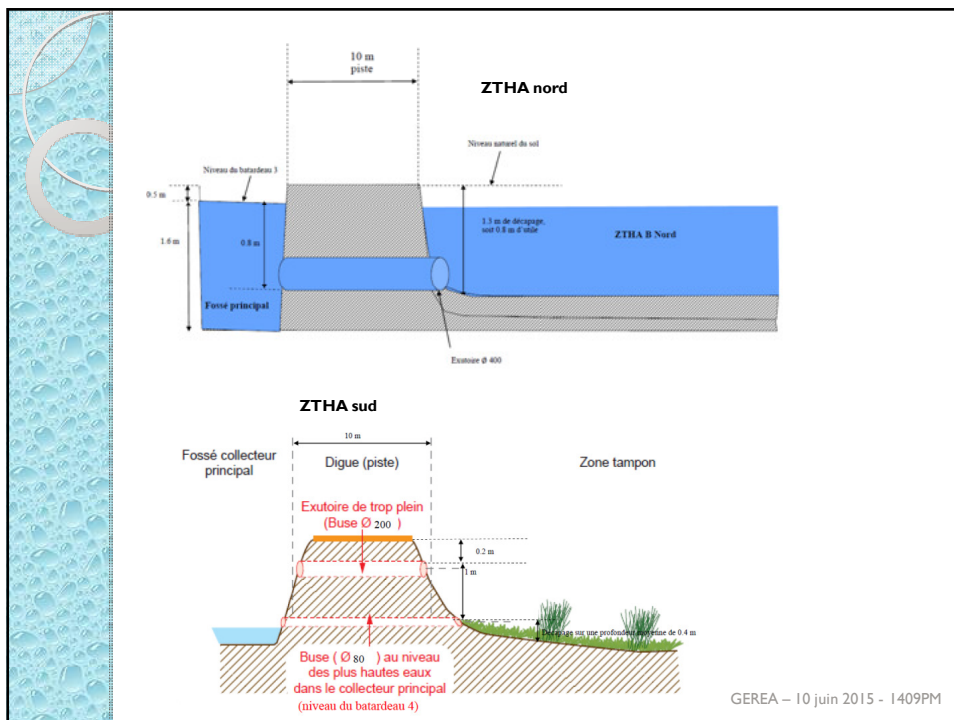 10 m
piste
ZTHA nord
Niveau naturel du sol
Niveau du batardeau 3
0.5 m
1.6 m
0.8 m
1.3 m de décapage,
soit 0.8 m d'utile
ZTHA B Nord
Fossé principal
Exutoire Ø 400
ZTHA sud
10 m
Fossé collecteur
principal
Digue (piste)
Zone tampon
Exutoire de trop plein
(Buse Ø 200 )
0.2 m
1 m
Décapage sur une profondeur moyenne de 0.4 m
Buse ( Ø 80 ) au niveau
des plus hautes eaux
dans le collecteur principal
(niveau du batardeau 4)
GEREA – 10 juin 2015 - 1409PM